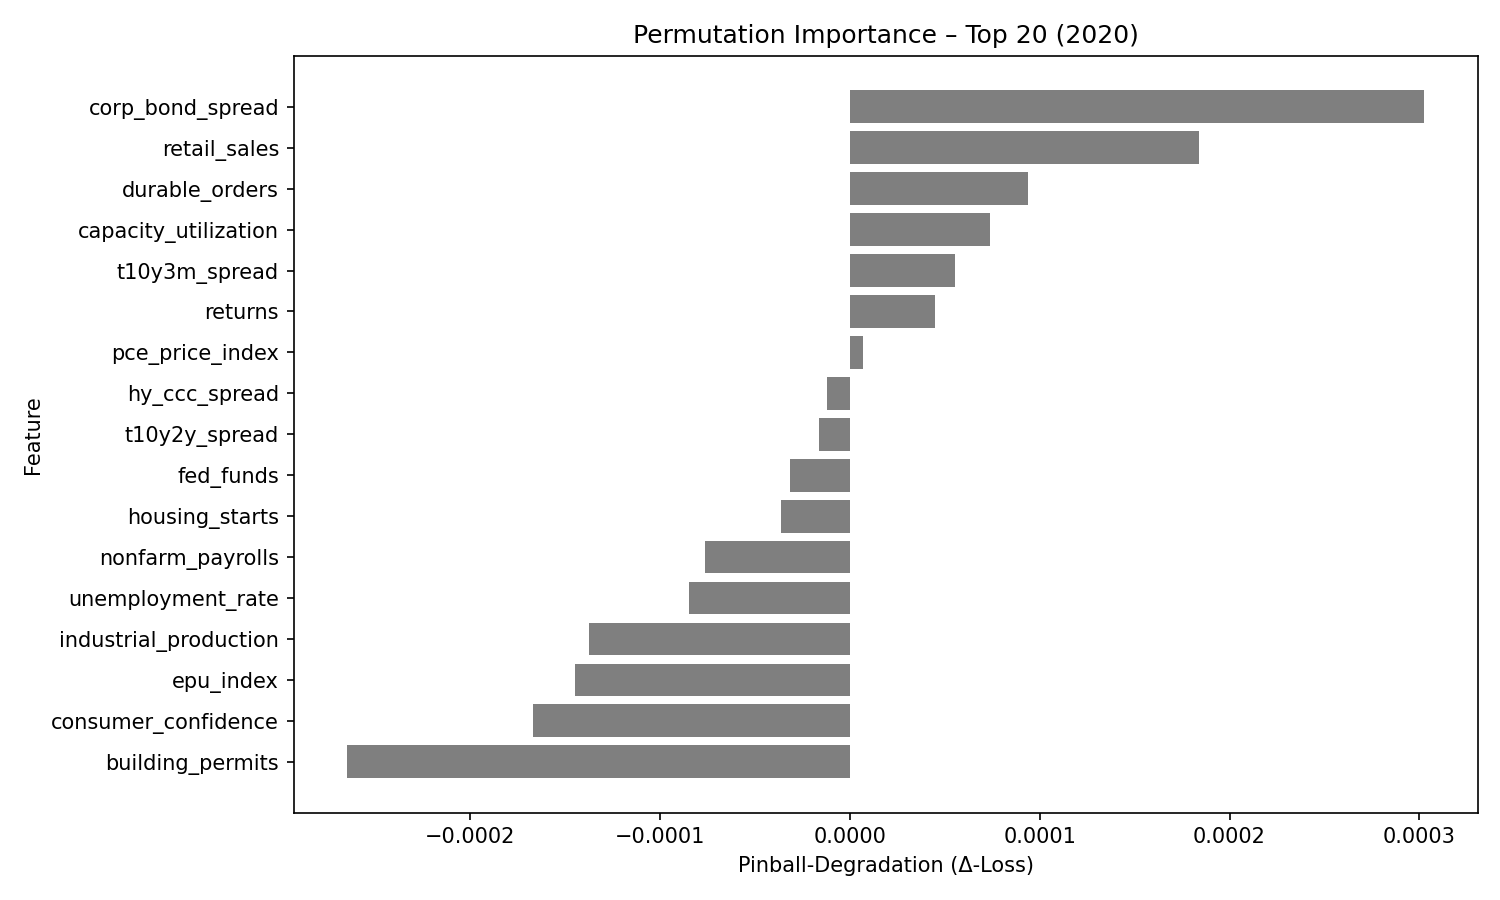 Permutation Importance – Top 20 (2020)
corp_bond_spread
retail_sales
durable_orders
capacity_utilization
t10y3m_spread
returns
pce_price_index
hy_ccc_spread
t10y2y_spread
fed_funds
housing_starts
nonfarm_payrolls
unemployment_rate
industrial_production
epu_index
consumer_confidence
building_permits
Feature
−0.0002 −0.0001 0.0000 0.0001 0.0002 0.0003
Pinball-Degradation (Δ-Loss)